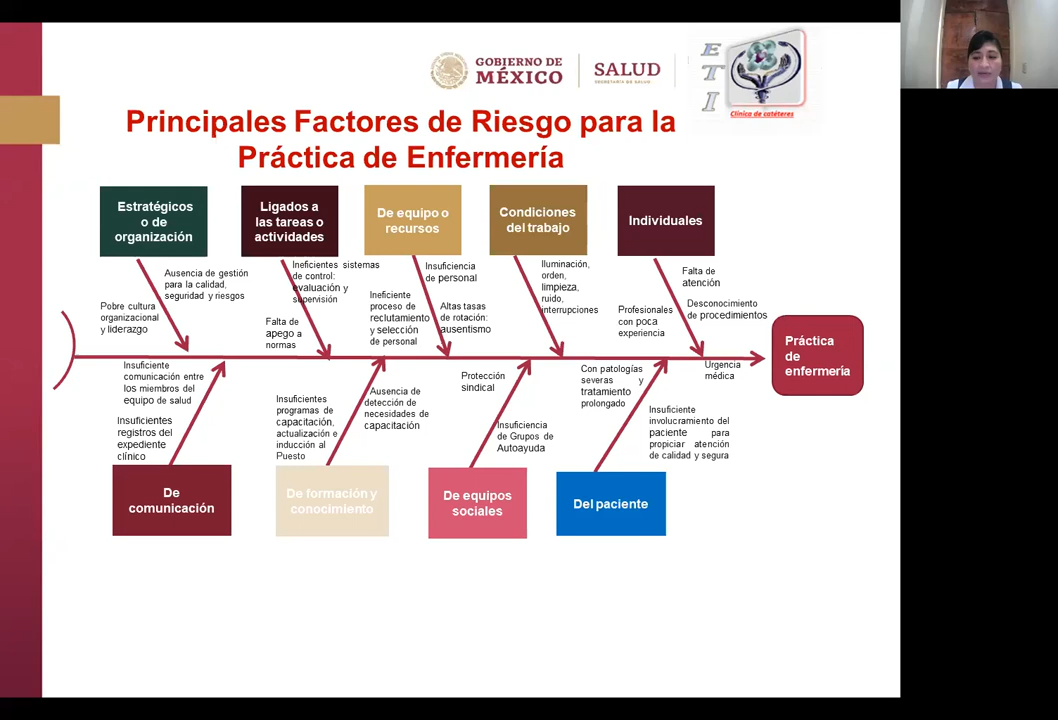 GOBIERNO DE
MÉXICO
SALUD
SECRETARÍA DE SALUD
E
T
I
Clínica de catéteres
Principales Factores de Riesgo para la
Práctica de Enfermería
Estratégicos
o de
organización
Ligados a
las tareas o
actividades
De equipo o
recursos
Condiciones
del trabajo
Individuales
Ausencia de gestión
para la calidad,
seguridad y riesgos
Pobre cultura
organizacional
y liderazgo
Ineficientes sistemas
de control:
evaluación y
supervisión
Falta de
apego a
normas
Insuficiencia
de personal
Ineficiente
proceso de
reclutamiento
y selección
de personal
Altas tasas
de rotación:
ausentismo
Iluminación,
orden,
limpieza,
ruido,
interrupciones
Falta de
atención
Profesionales
con poca
experiencia
Desconocimiento
de procedimientos
Práctica
de
enfermería
Insuficiente
comunicación entre
los miembros del
equipo de salud
Insuficientes
registros del
expediente
clínico
Insuficientes
programas de
capacitación,
actualización e
inducción al
Puesto
Ausencia de
detección de
necesidades de
capacitación
Protección
sindical
Insuficiencia
de Grupos de
Autoayuda
Con patologías
severas y
tratamiento
prolongado
Urgencia
médica
Insuficiente
involucramiento del
paciente para
propiciar atención
de calidad y segura
De
comunicación
De formación y
conocimiento
De equipos
sociales
Del paciente